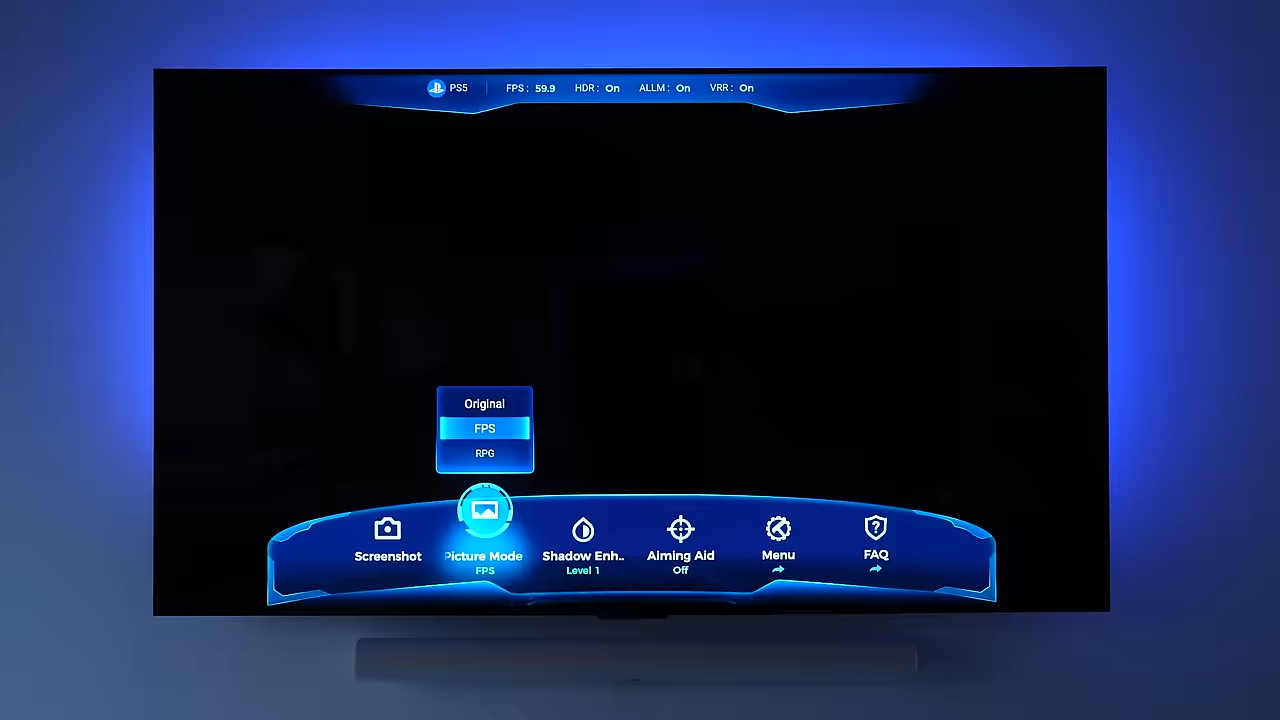 PS5 FPS: 59.9 HDR: On ALLM: On VRR: On
Original
FPS
RPG
Screenshot Picture Mode Shadow Enh.. Aiming Aid Menu FAQ
FPS Level 1 Off